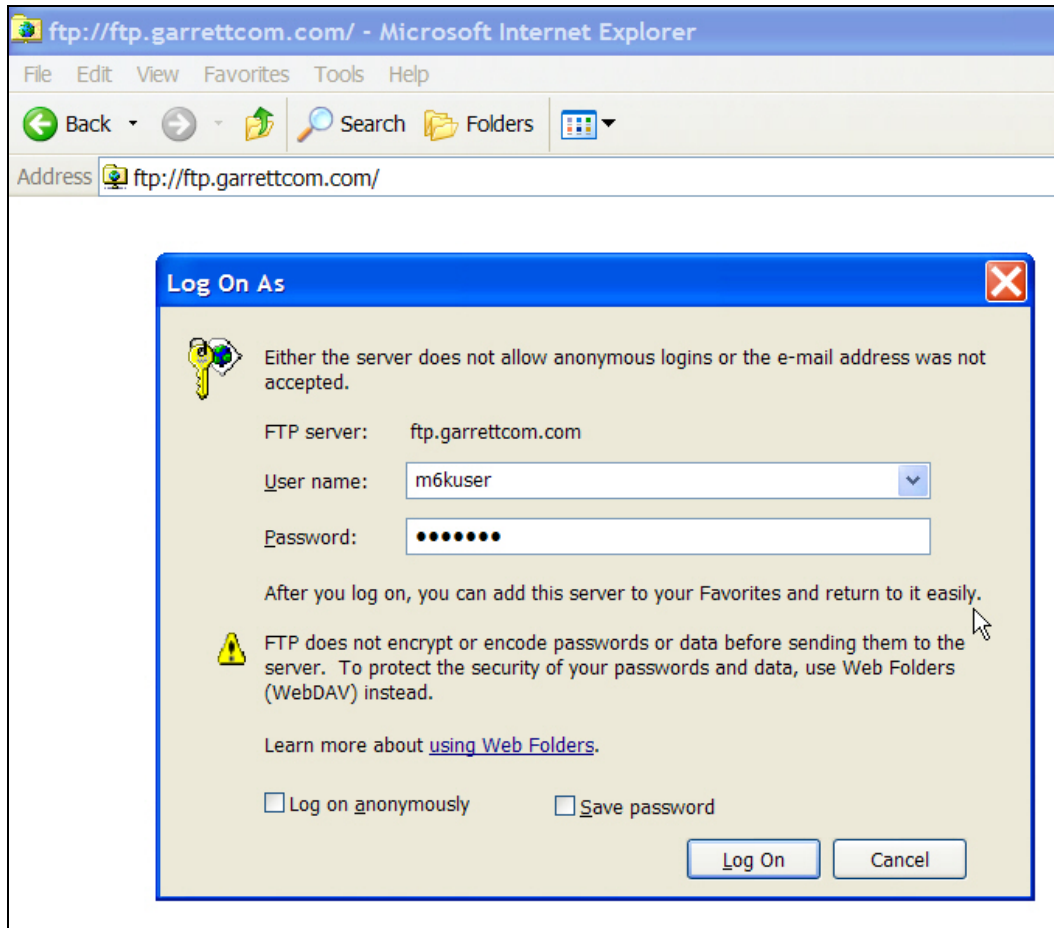 ftp://ftp.garrettcom.com/ - Microsoft Internet Explorer
File Edit View Favorites Tools Help
Back Search Folders
Address ftp://ftp.garrettcom.com/
Log On As
Either the server does not allow anonymous logins or the e-mail address was not
accepted.
FTP server: ftp.garrettcom.com
User name: m6kuser
Password: •••••••
After you log on, you can add this server to your Favorites and return to it easily.
FTP does not encrypt or encode passwords or data before sending them to the
server. To protect the security of your passwords and data, use Web Folders
(WebDAV) instead.
Learn more about using Web Folders.
Log on anonymously Save password
Log On Cancel